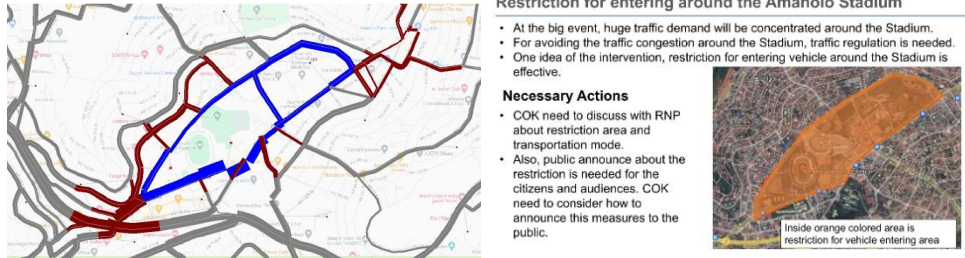 Restriction for entering around the Amaholo Stadium
• At the big event, huge traffic demand will be concentrated around the Stadium.
• For avoiding the traffic congestion around the Stadium, traffic regulation is needed.
• One idea of the intervention, restriction for entering vehicle around the Stadium is
effective.
Necessary Actions
• COK need to discuss with RNP
about restriction area and
transportation mode.
• Also, public announce about the
restriction is needed for the
citizens and audiences. COK
need to consider how to
announce this measures to the
public.
Inside orange colored area is
restriction for vehicle entering area